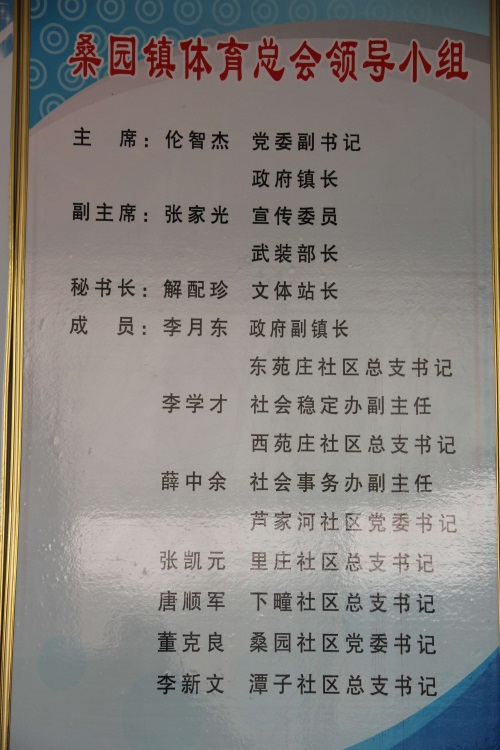 桑园镇体育总会领导小组
主 席：伦智杰 党委副书记
政府镇长
副主席：张家光 宣传委员
武装部长
秘书长：解配珍 文体站长
成 员：李月东 政府副镇长
东苑庄社区总支书记
李学才 社会稳定办副主任
西苑庄社区总支书记
薛中余 社会事务办副主任
芦家河社区党委书记
张凯元 里庄社区总支书记
唐顺军 下疃社区总支书记
董克良 桑园社区党委书记
李新文 潭子社区总支书记